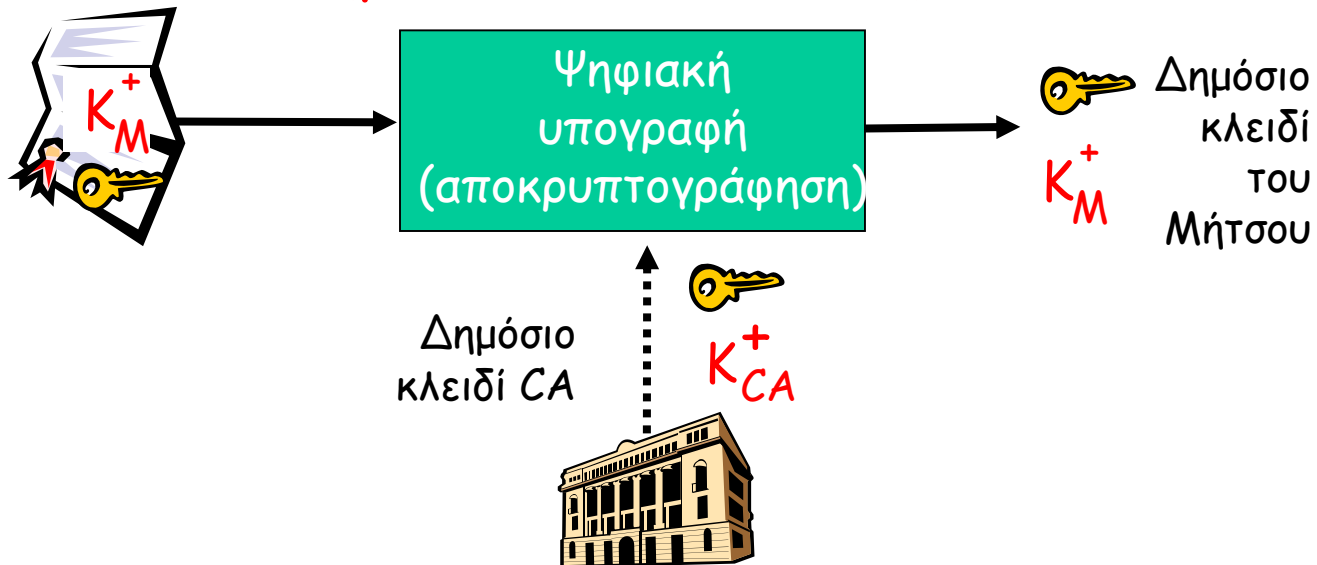 Ψηφιακή
υπογραφή
(αποκρυπτογράφηση)
K⁺M
Δημόσιο
κλειδί
του
Μήτσου
K⁺M
Δημόσιο
κλειδί CA
K⁺CA